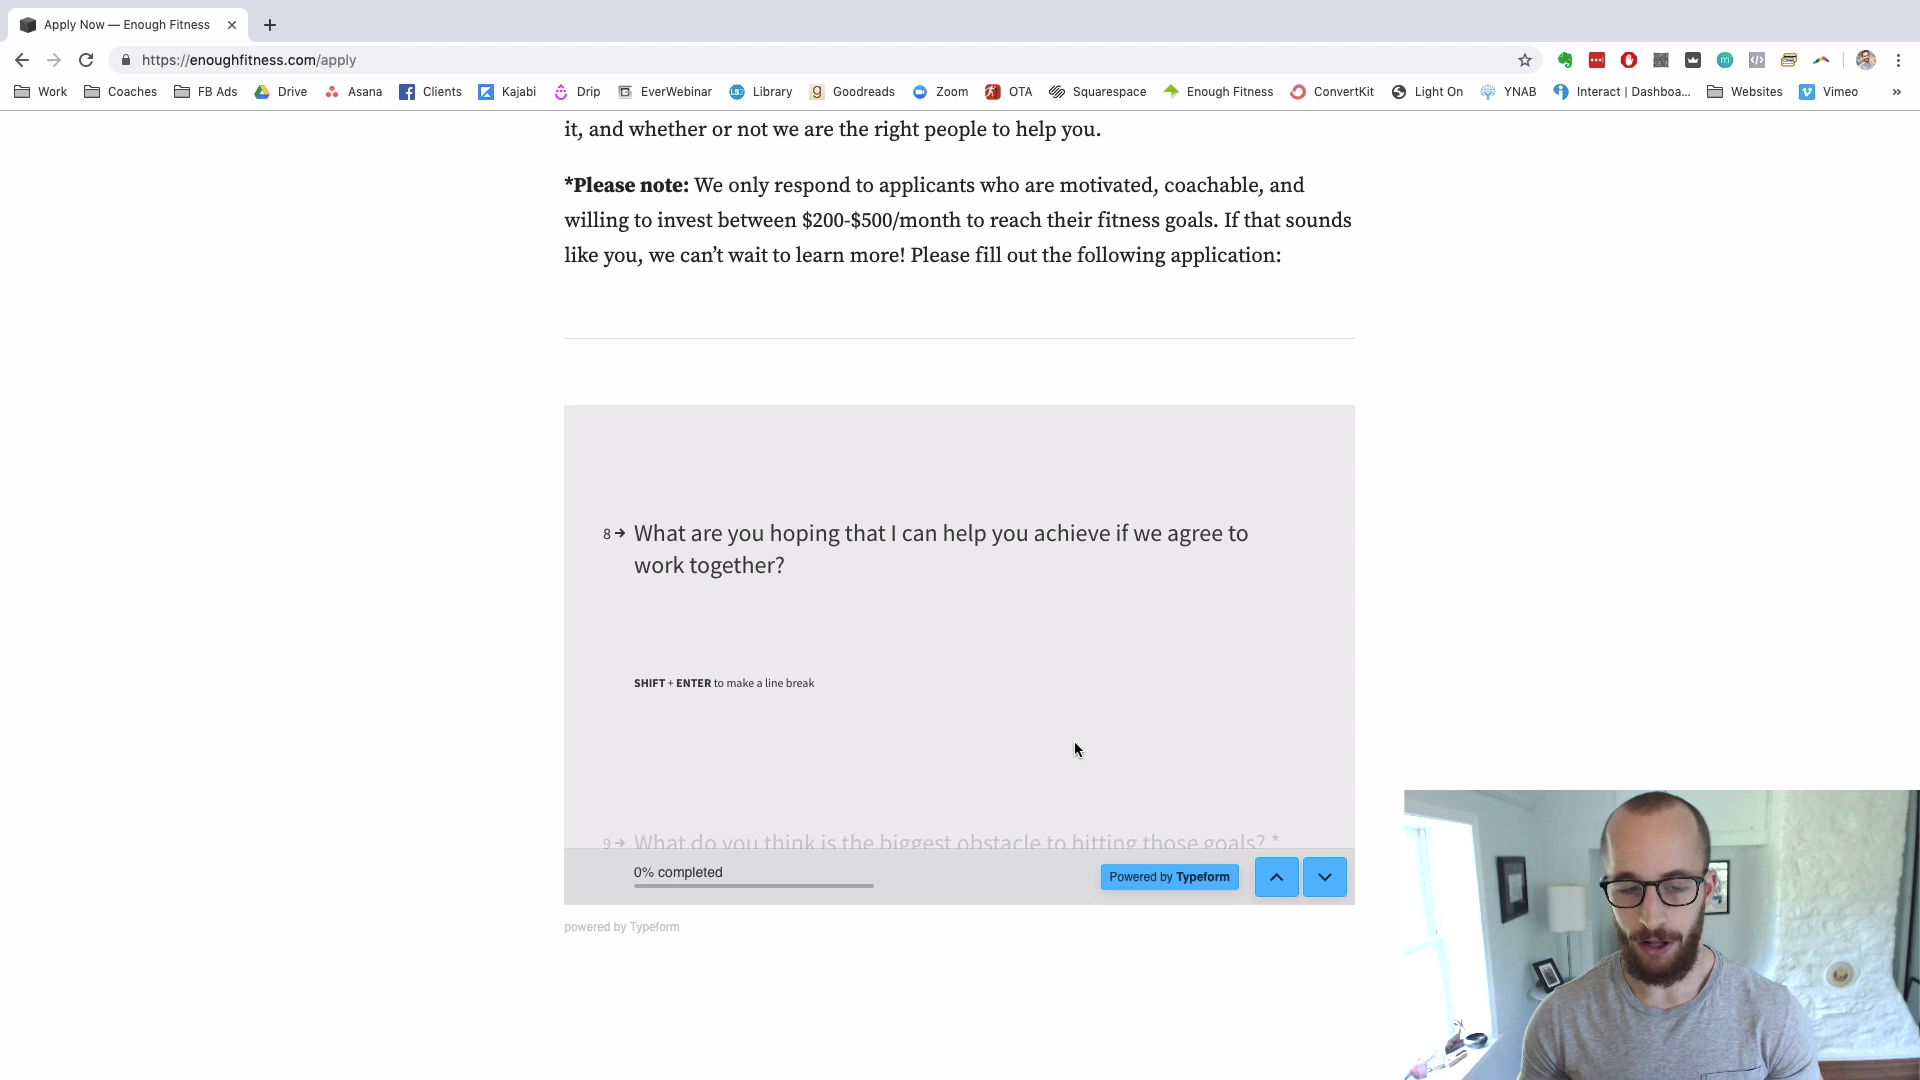 Apply Now — Enough Fitness
https://enoughfitness.com/apply
Work Coaches FB Ads Drive Asana Clients Kajabi Drip EverWebinar Library Goodreads Zoom OTA Squarespace Enough Fitness ConvertKit Light On YNAB Interact | Dashboa... Websites Vimeo »
it, and whether or not we are the right people to help you.
*Please note: We only respond to applicants who are motivated, coachable, and
willing to invest between $200-$500/month to reach their fitness goals. If that sounds
like you, we can’t wait to learn more! Please fill out the following application:
8 → What are you hoping that I can help you achieve if we agree to
work together?
SHIFT + ENTER to make a line break
9 → What do you think is the biggest obstacle to hitting those goals? *
0% completed
Powered by Typeform
powered by Typeform